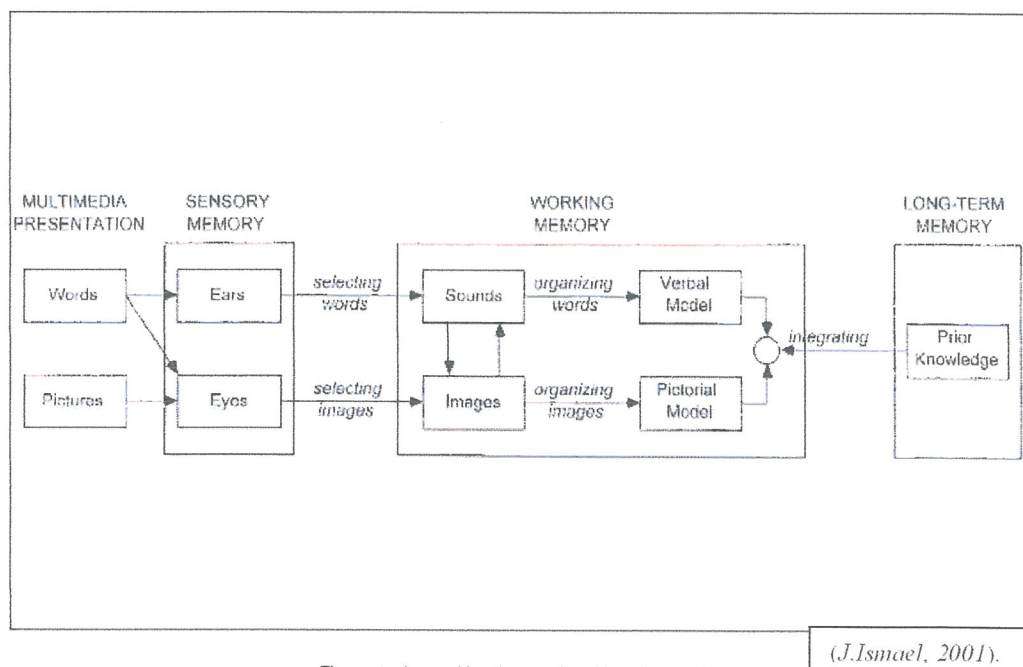 MULTIMEDIA
PRESENTATION
SENSORY
MEMORY
WORKING
MEMORY
LONG-TERM
MEMORY
Words
Ears
selecting
words
Sounds
organizing
words
Verbal
Model
integrating
Prior
Knowledge
Pictures
Eyes
selecting
images
Images
organizing
images
Pictorial
Model
(J.Ismael, 2001).